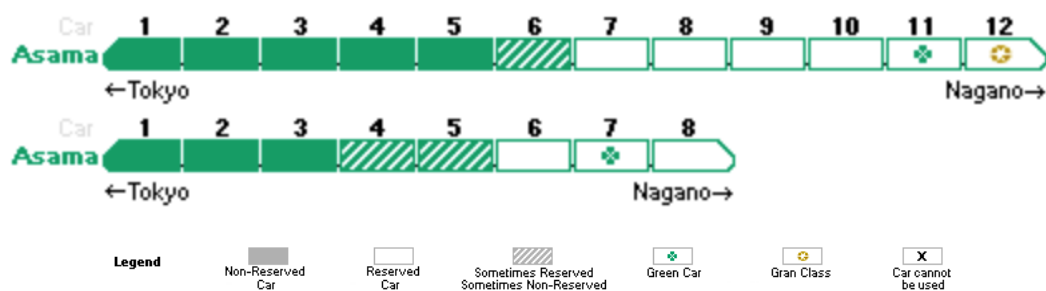 Car 1 2 3 4 5 6 7 8 9 10 11 12
Asama
←Tokyo Nagano→
Car 1 2 3 4 5 6 7 8
Asama
←Tokyo Nagano→
Legend
Non-Reserved
Car
Reserved
Car
Sometimes Reserved
Sometimes Non-Reserved
Green Car
Gran Class
X
Car cannot
be used